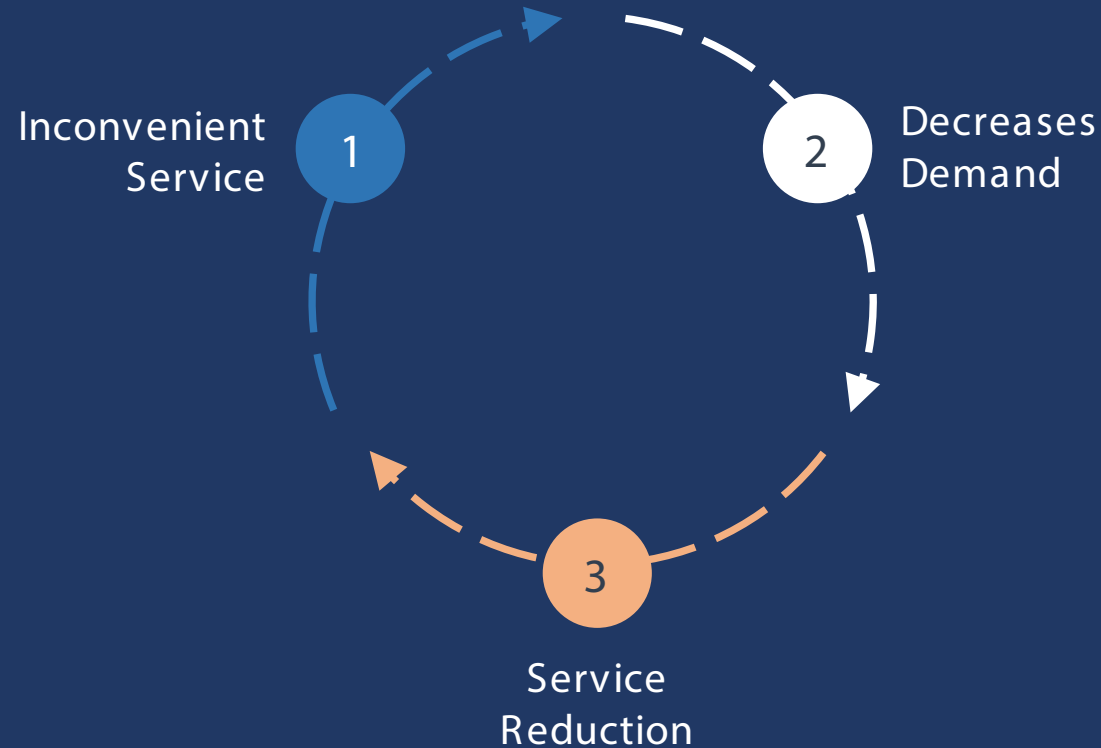 Inconvenient
Service
1
2
Decreases
Demand
3
Service
Reduction